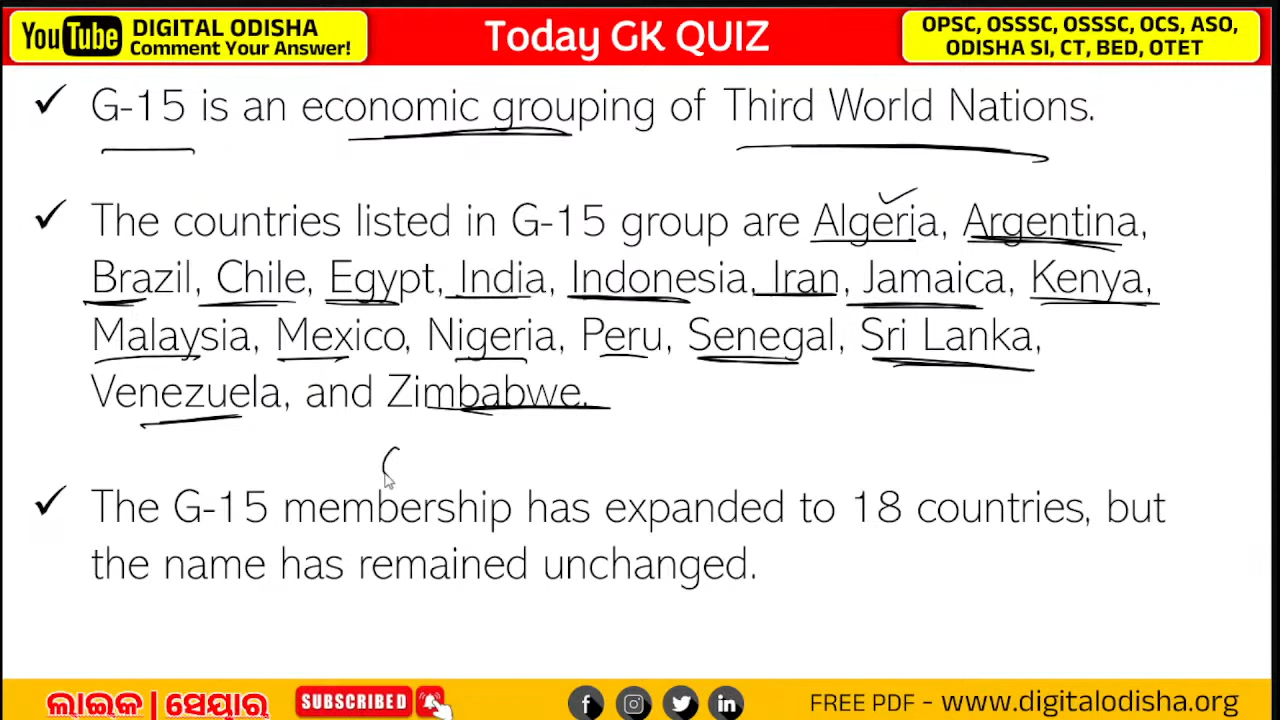 YouTube DIGITAL ODISHA
Comment Your Answer!
Today GK QUIZ
OPSC, OSSSC, OSSSC, OCS, ASO,
ODISHA SI, CT, BED, OTET
✓ G-15 is an economic grouping of Third World Nations.
✓ The countries listed in G-15 group are Algeria, Argentina,
Brazil, Chile, Egypt, India, Indonesia, Iran, Jamaica, Kenya,
Malaysia, Mexico, Nigeria, Peru, Senegal, Sri Lanka,
Venezuela, and Zimbabwe.
✓ The G-15 membership has expanded to 18 countries, but
the name has remained unchanged.
ଲାଇକ | ସେୟାର୍
SUBSCRIBED
FREE PDF - www.digitalodisha.org